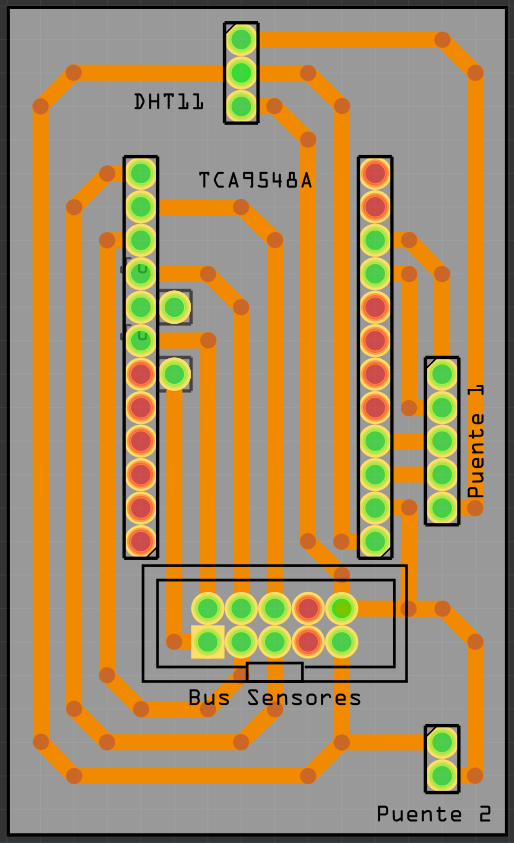 DHT11
TCA9548A
Puente 1
Bus Sensores
Puente 2